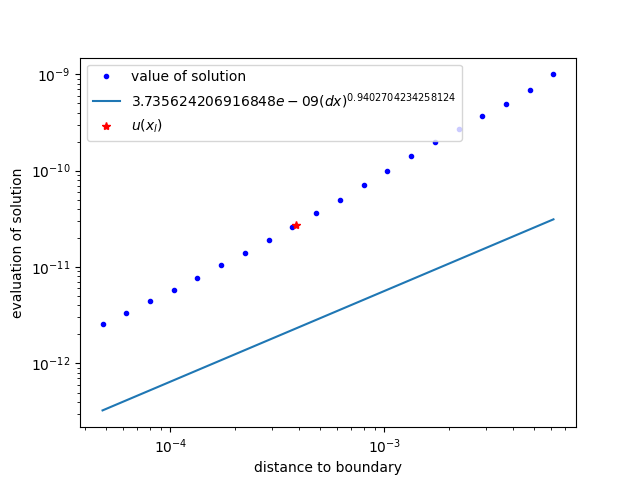 value of solution
3.735624206916848e − 09(dx)^0.9402704234258124
u(x_l)
10^−9
10^−10
10^−11
10^−12
evaluation of solution
10^−4
10^−3
distance to boundary